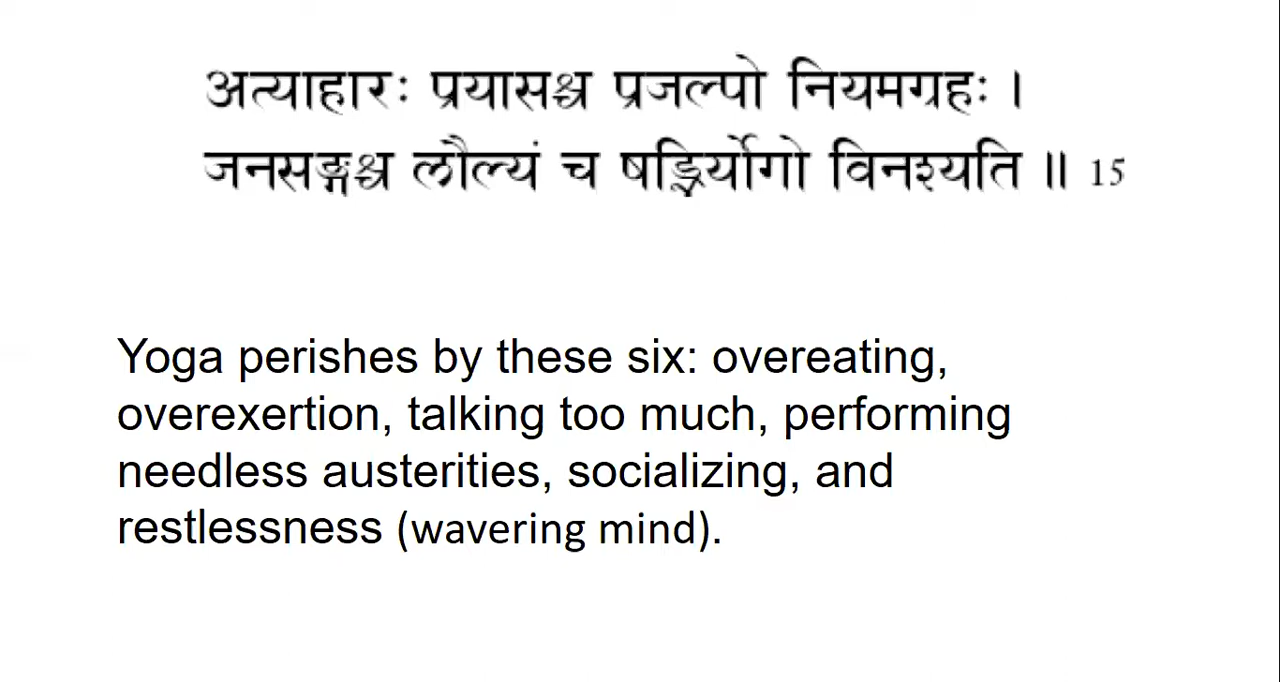 अत्याहारः प्रयासश्च प्रजल्पो नियमग्रहः ।
जनसङ्गश्च लौल्यं च षड्भिर्योगो विनश्यति ॥ 15
Yoga perishes by these six: overeating,
overexertion, talking too much, performing
needless austerities, socializing, and
restlessness (wavering mind).